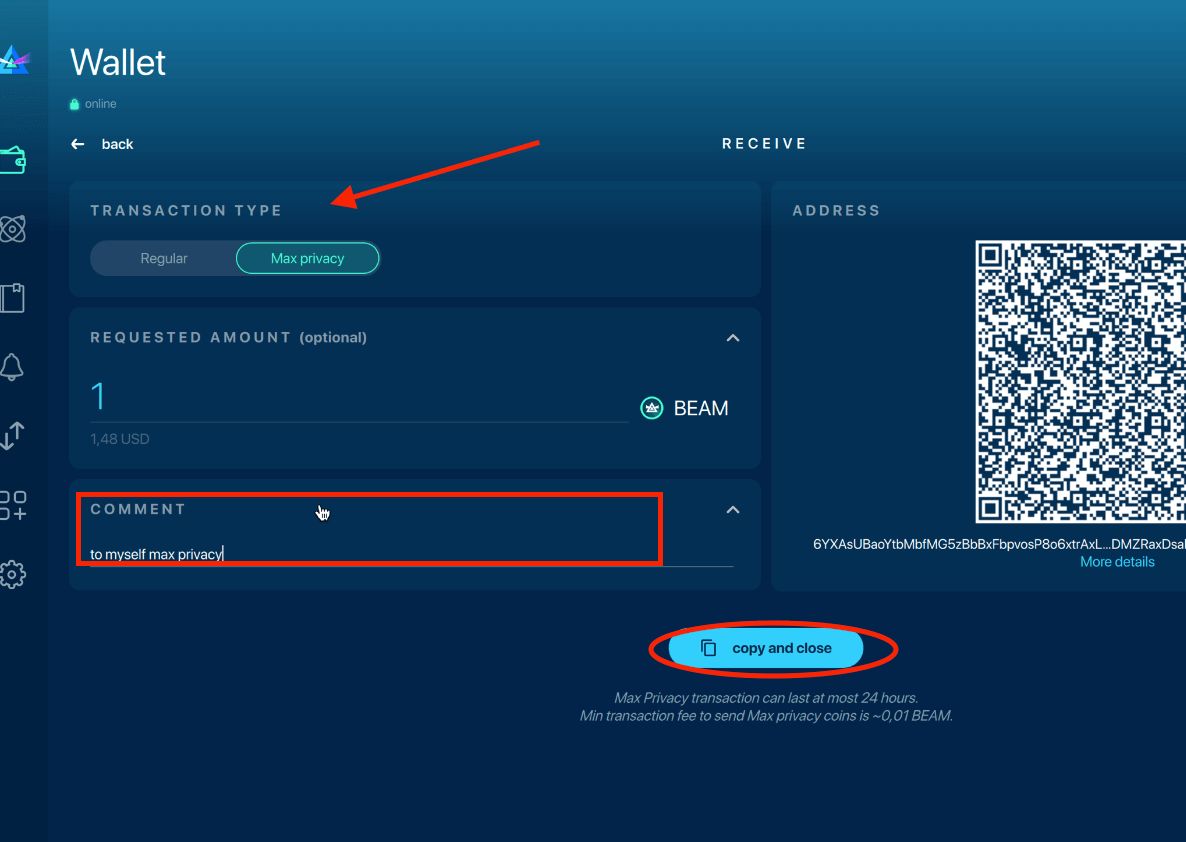 Wallet
online
back
RECEIVE
TRANSACTION TYPE
Regular
Max privacy
REQUESTED AMOUNT (optional)
1
BEAM
1,48 USD
COMMENT
to myself max privacy
ADDRESS
6YXAsUBaoYtbMbfMG5zBbBxFbpvosP8o6xtrAxL...DMZRaxDsal
More details
copy and close
Max Privacy transaction can last at most 24 hours.
Min transaction fee to send Max privacy coins is ~0,01 BEAM.